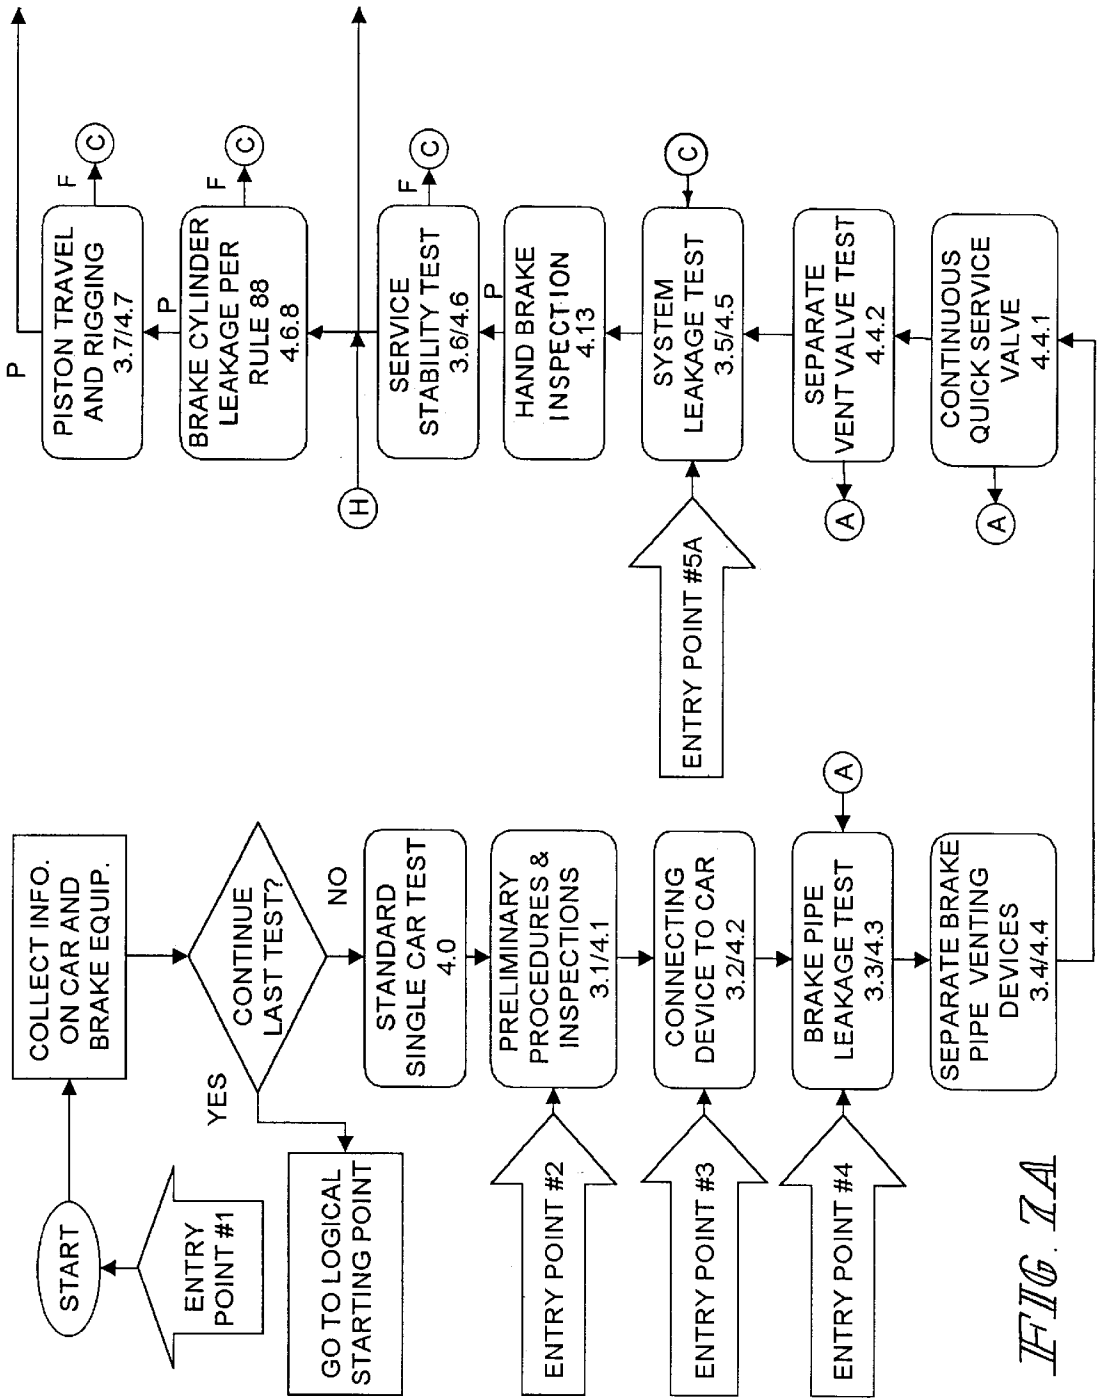 START
ENTRY
POINT #1
COLLECT INFO.
ON CAR AND
BRAKE EQUIP.
CONTINUE
LAST TEST?
YES
NO
GO TO LOGICAL
STARTING POINT
STANDARD
SINGLE CAR TEST
4.0
ENTRY POINT #2
PRELIMINARY
PROCEDURES &
INSPECTIONS
3.1/4.1
ENTRY POINT #3
CONNECTING
DEVICE TO CAR
3.2/4.2
ENTRY POINT #4
BRAKE PIPE
LEAKAGE TEST
3.3/4.3
A
SEPARATE BRAKE
PIPE VENTING
DEVICES
3.4/4.4
P
PISTON TRAVEL
AND RIGGING
3.7/4.7
F
C
P
BRAKE CYLINDER
LEAKAGE PER
RULE 88
4.6.8
F
C
H
SERVICE
STABILITY TEST
3.6/4.6
F
C
P
HAND BRAKE
INSPECTION
4.13
ENTRY POINT #5A
SYSTEM
LEAKAGE TEST
3.5/4.5
C
SEPARATE
VENT VALVE TEST
4.4.2
A
CONTINUOUS
QUICK SERVICE
VALVE
4.4.1
A
FIG. 7A